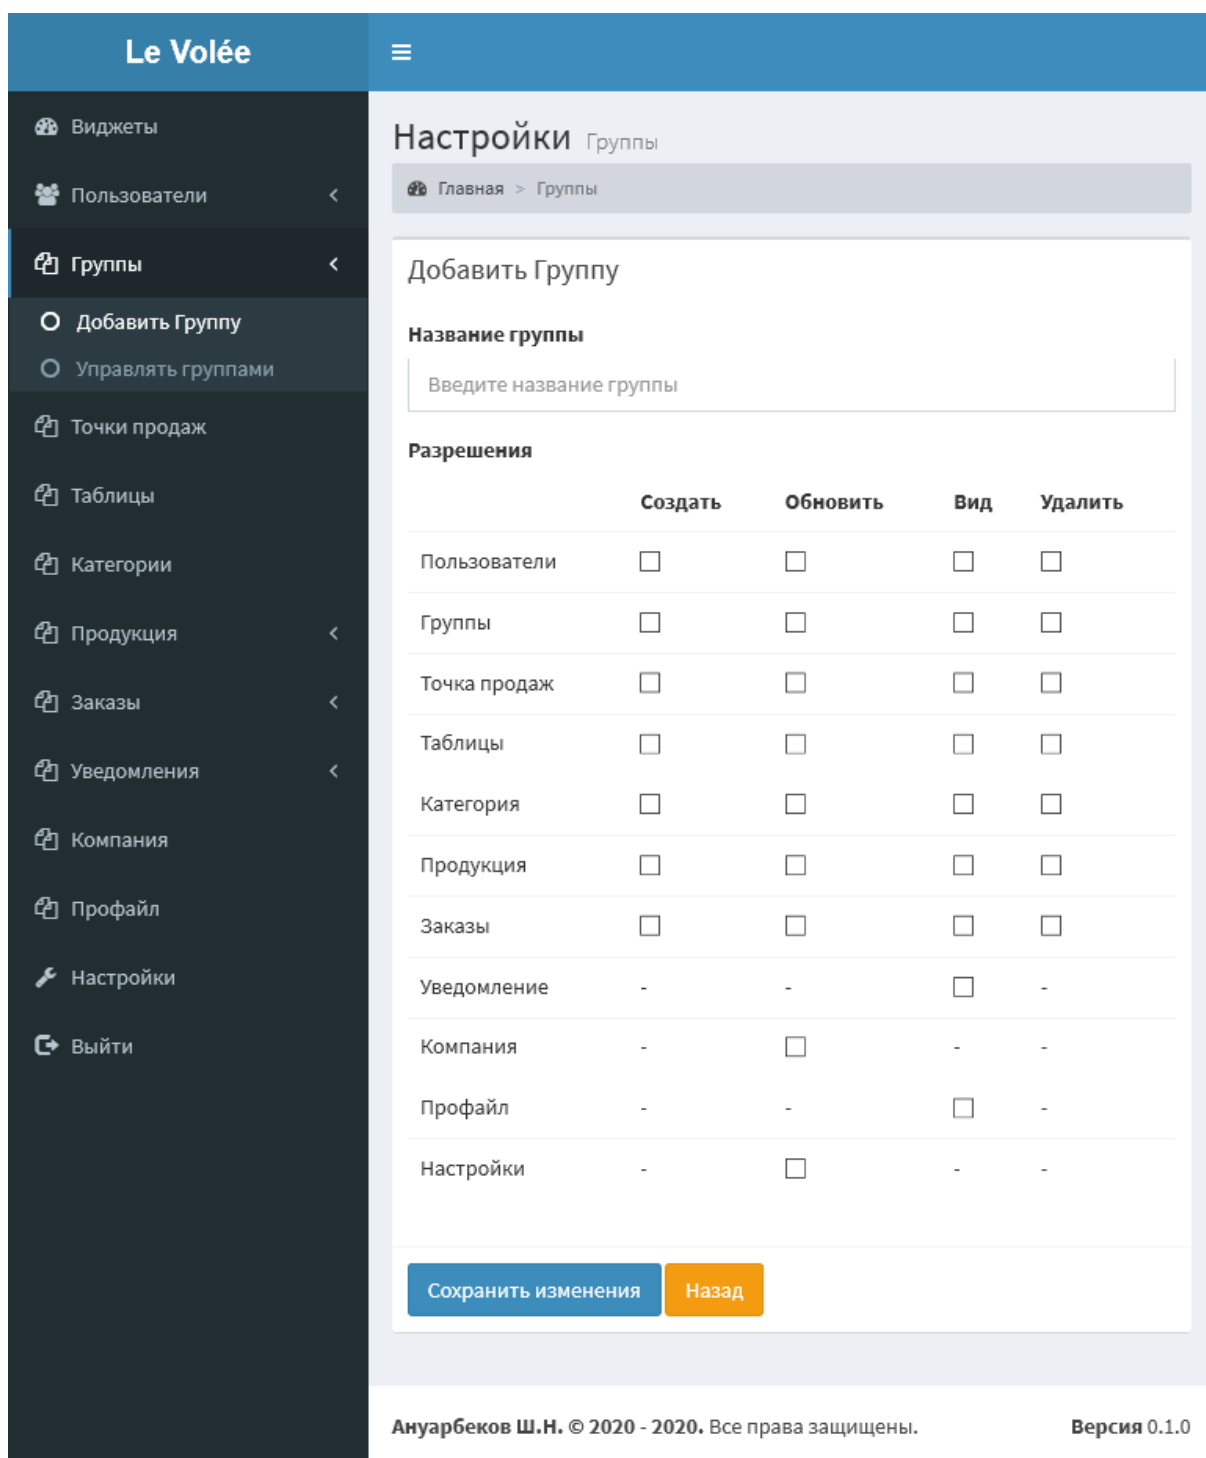 Le Volée
Виджеты
Пользователи
Группы
Добавить Группу
Управлять группами
Точки продаж
Таблицы
Категории
Продукция
Заказы
Уведомления
Компания
Профайл
Настройки
Выйти
Настройки Группы
Главная > Группы
Добавить Группу
Название группы
Введите название группы
Разрешения
Создать Обновить Вид Удалить
Пользователи
Группы
Точка продаж
Таблицы
Категория
Продукция
Заказы
Уведомление - - -
Компания - - -
Профайл - - -
Настройки - - -
Сохранить изменения Назад
Ануарбеков Ш.Н. © 2020 - 2020. Все права защищены. Версия 0.1.0